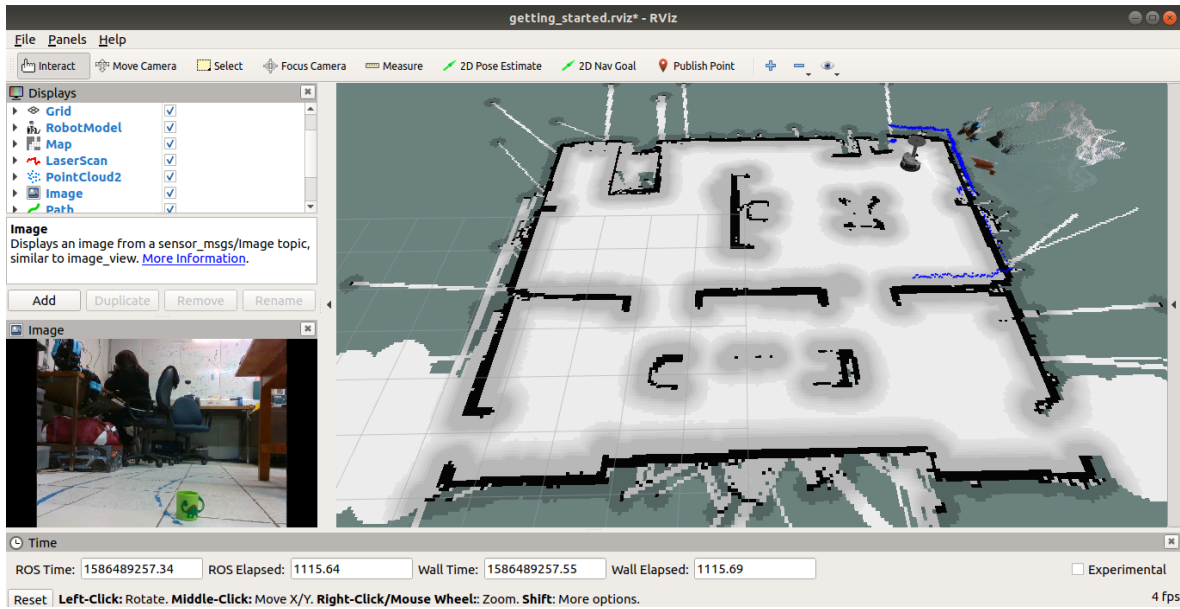 getting_started.rviz* - RViz
File Panels Help
Interact Move Camera Select Focus Camera Measure 2D Pose Estimate 2D Nav Goal Publish Point
Displays
Grid
RobotModel
Map
LaserScan
PointCloud2
Image
Path
Image
Displays an image from a sensor_msgs/Image topic,
similar to image_view. More Information.
Add Duplicate Remove Rename
Image
Time
ROS Time: 1586489257.34 ROS Elapsed: 1115.64 Wall Time: 1586489257.55 Wall Elapsed: 1115.69 Experimental
Reset Left-Click: Rotate. Middle-Click: Move X/Y. Right-Click/Mouse Wheel:: Zoom. Shift: More options. 4 fps